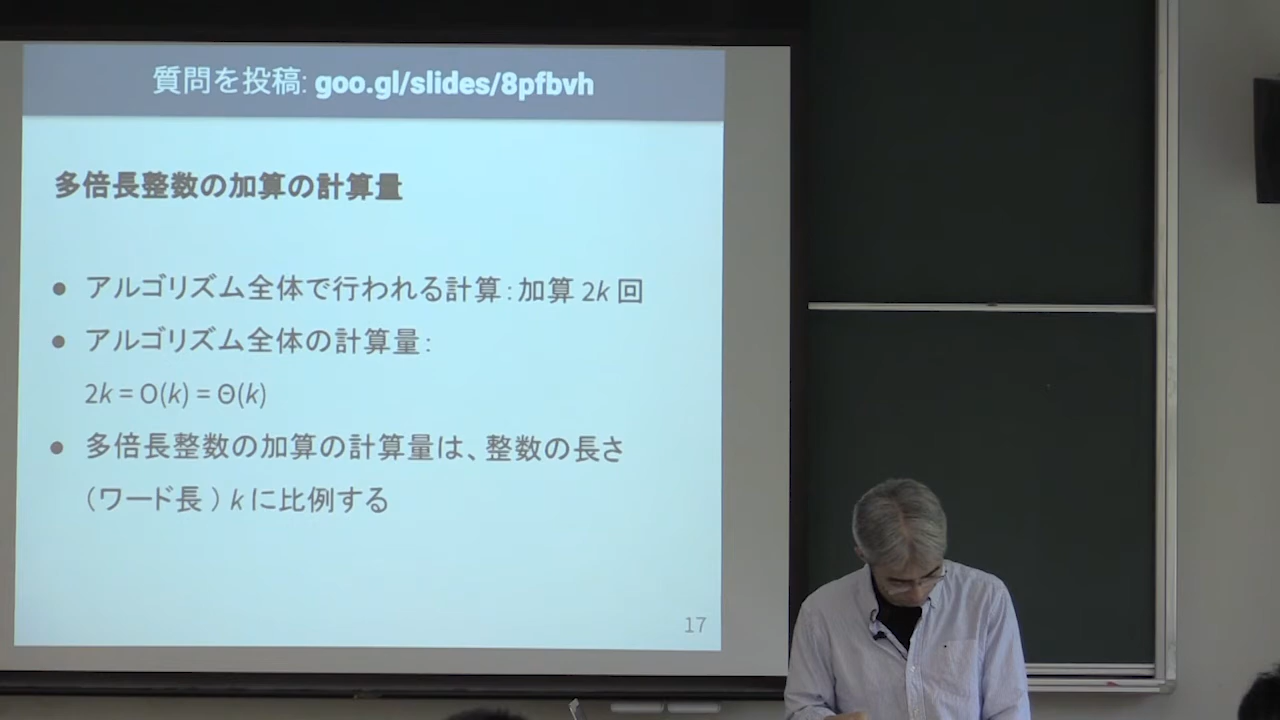 質問を投稿: goo.gl/slides/8pfbvh
多倍長整数の加算の計算量
● アルゴリズム全体で行われる計算：加算 2k 回
● アルゴリズム全体の計算量：
2k = O(k) = Θ(k)
● 多倍長整数の加算の計算量は、整数の長さ
（ワード長）k に比例する
17